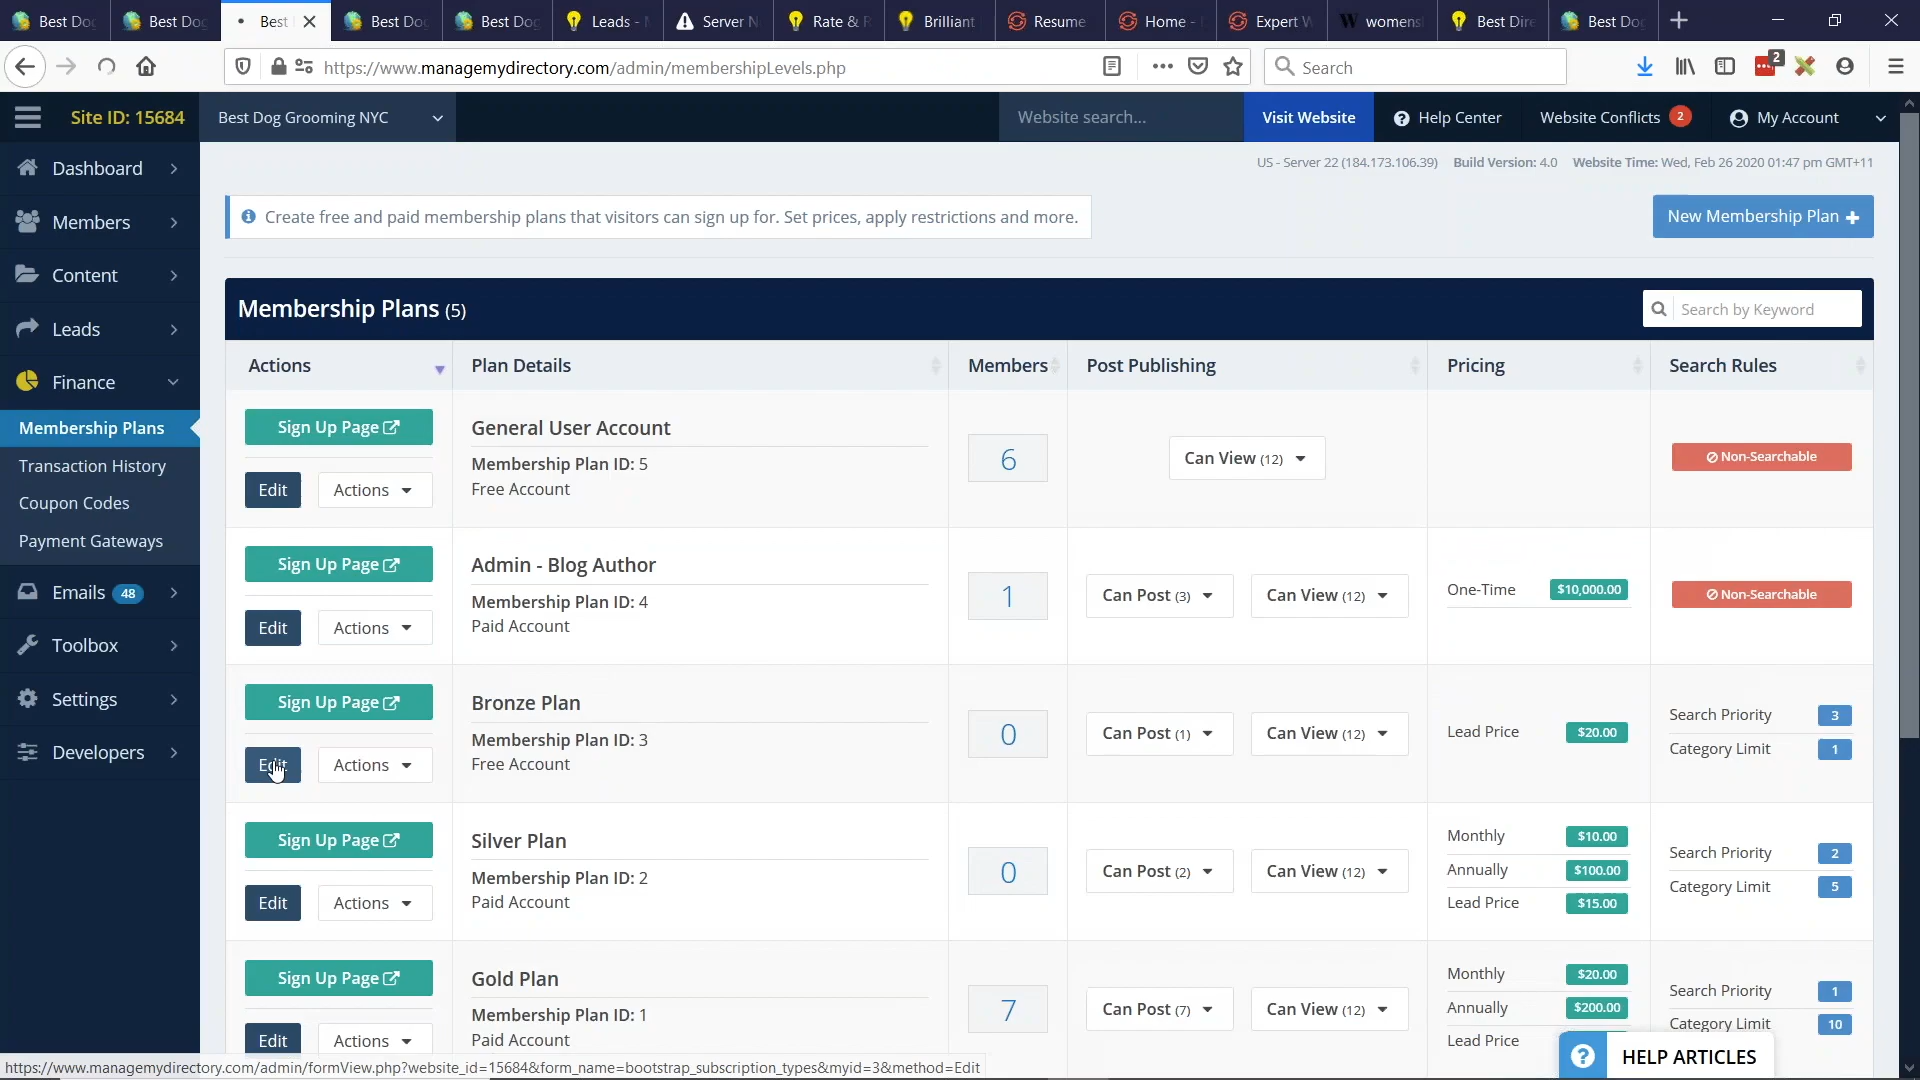 Best Dog
Best Dog
Best
Best Dog
Best Dog
Leads -
Server N
Rate & R
Brilliant
Resume
Home -
Expert W
womens
Best Dire
Best Dog
https://www.managemydirectory.com/admin/membershipLevels.php
Search
2
Site ID: 15684
Best Dog Grooming NYC
Website search...
Visit Website
Help Center
Website Conflicts 2
My Account
US - Server 22 (184.173.106.39) Build Version: 4.0 Website Time: Wed, Feb 26 2020 01:47 pm GMT+11
Dashboard
Members
Content
Leads
Finance
Membership Plans
Transaction History
Coupon Codes
Payment Gateways
Emails 48
Toolbox
Settings
Developers
Create free and paid membership plans that visitors can sign up for. Set prices, apply restrictions and more.
New Membership Plan
Membership Plans (5)
Search by Keyword
Actions Plan Details Members Post Publishing Pricing Search Rules
Sign Up Page
Edit Actions
General User Account
Membership Plan ID: 5
Free Account
6
Can View (12)
Non-Searchable
Sign Up Page
Edit Actions
Admin - Blog Author
Membership Plan ID: 4
Paid Account
1
Can Post (3) Can View (12)
One-Time $10,000.00
Non-Searchable
Sign Up Page
Edit Actions
Bronze Plan
Membership Plan ID: 3
Free Account
0
Can Post (1) Can View (12)
Lead Price $20.00
Search Priority 3
Category Limit 1
Sign Up Page
Edit Actions
Silver Plan
Membership Plan ID: 2
Paid Account
0
Can Post (2) Can View (12)
Monthly $10.00
Annually $100.00
Lead Price $15.00
Search Priority 2
Category Limit 5
Sign Up Page
Edit Actions
Gold Plan
Membership Plan ID: 1
Paid Account
7
Can Post (7) Can View (12)
Monthly $20.00
Annually $200.00
Lead Price
Search Priority 1
Category Limit 10
HELP ARTICLES
https://www.managemydirectory.com/admin/formView.php?website_id=15684&form_name=bootstrap_subscription_types&myid=3&method=Edit